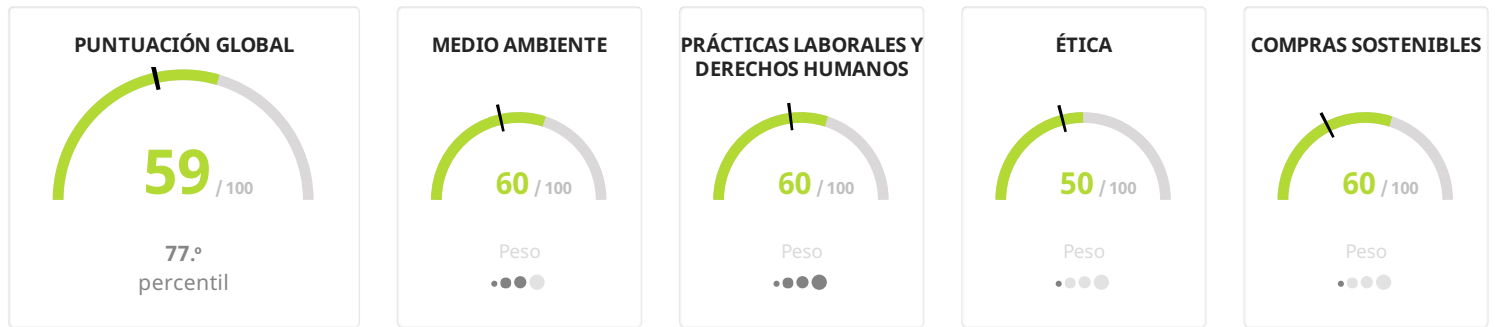 PUNTUACIÓN GLOBAL
59 / 100
77.º
percentil
MEDIO AMBIENTE
60 / 100
Peso
PRÁCTICAS LABORALES Y
DERECHOS HUMANOS
60 / 100
Peso
ÉTICA
50 / 100
Peso
COMPRAS SOSTENIBLES
60 / 100
Peso